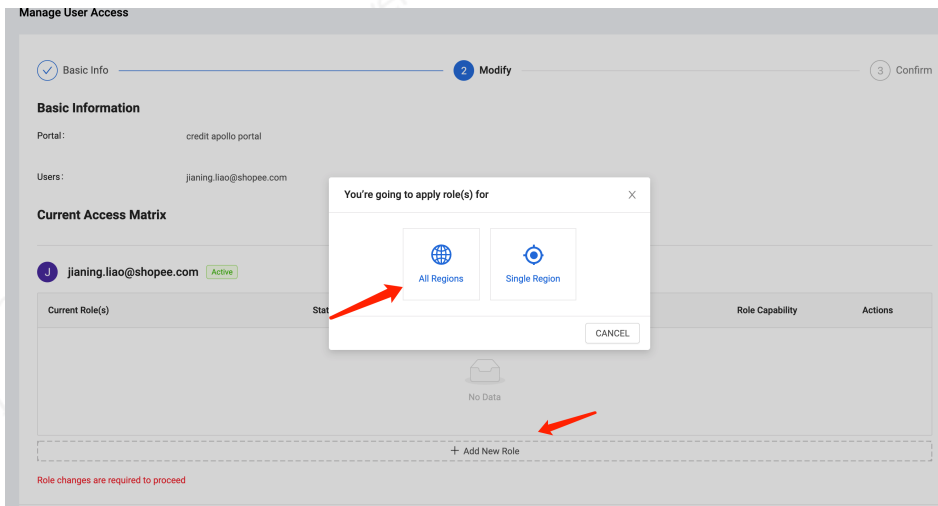 Manage User Access
Basic Info
2 Modify
3 Confirm
Basic Information
Portal: credit apollo portal
Users: jianing.liao@shopee.com
You're going to apply role(s) for
All Regions
Single Region
CANCEL
Current Access Matrix
J jianing.liao@shopee.com Active
Current Role(s) Stat Role Capability Actions
No Data
+ Add New Role
Role changes are required to proceed